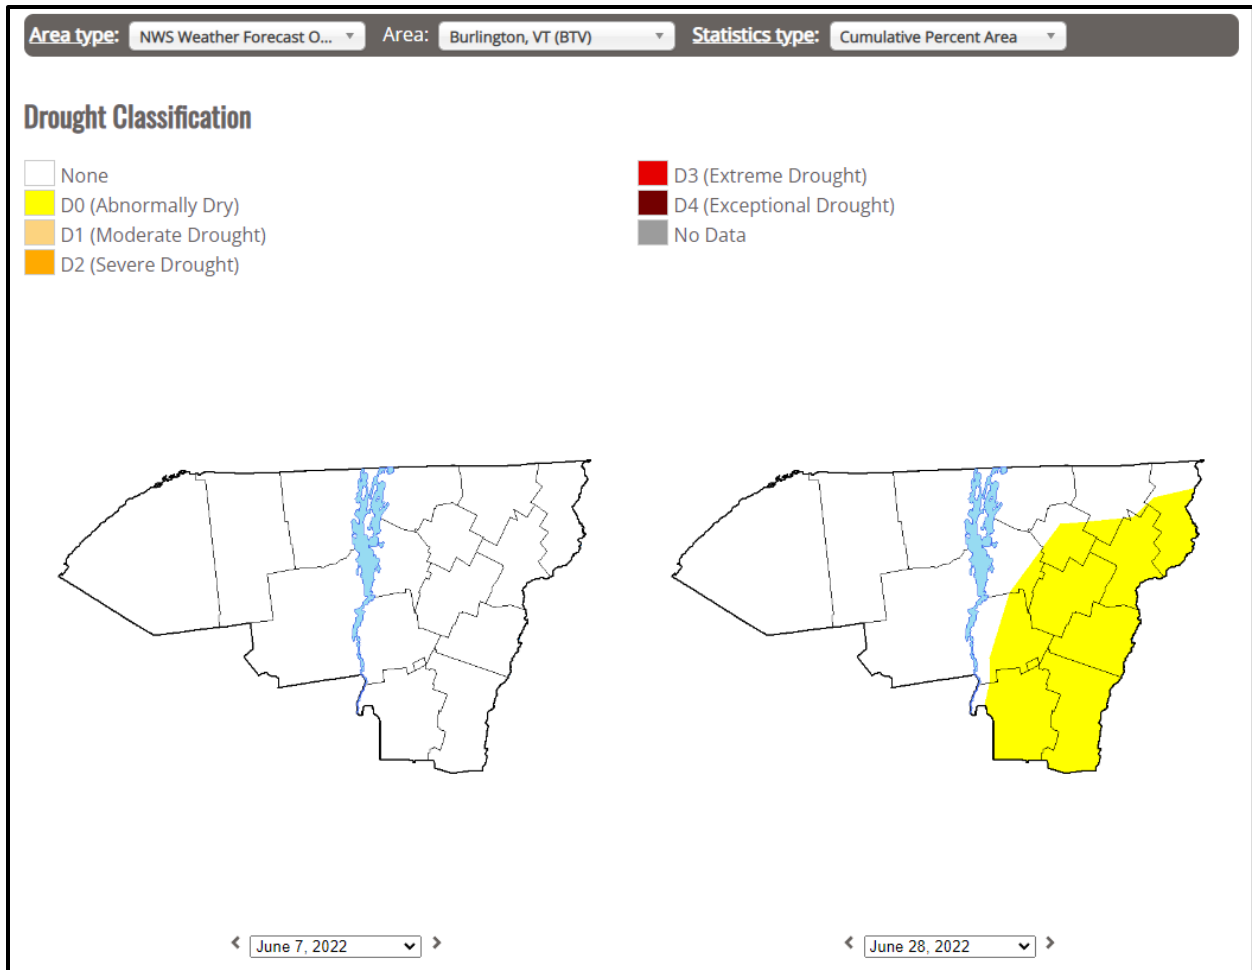 Area type: NWS Weather Forecast O... Area: Burlington, VT (BTV) Statistics type: Cumulative Percent Area
Drought Classification
None
D0 (Abnormally Dry)
D1 (Moderate Drought)
D2 (Severe Drought)
D3 (Extreme Drought)
D4 (Exceptional Drought)
No Data
June 7, 2022
June 28, 2022